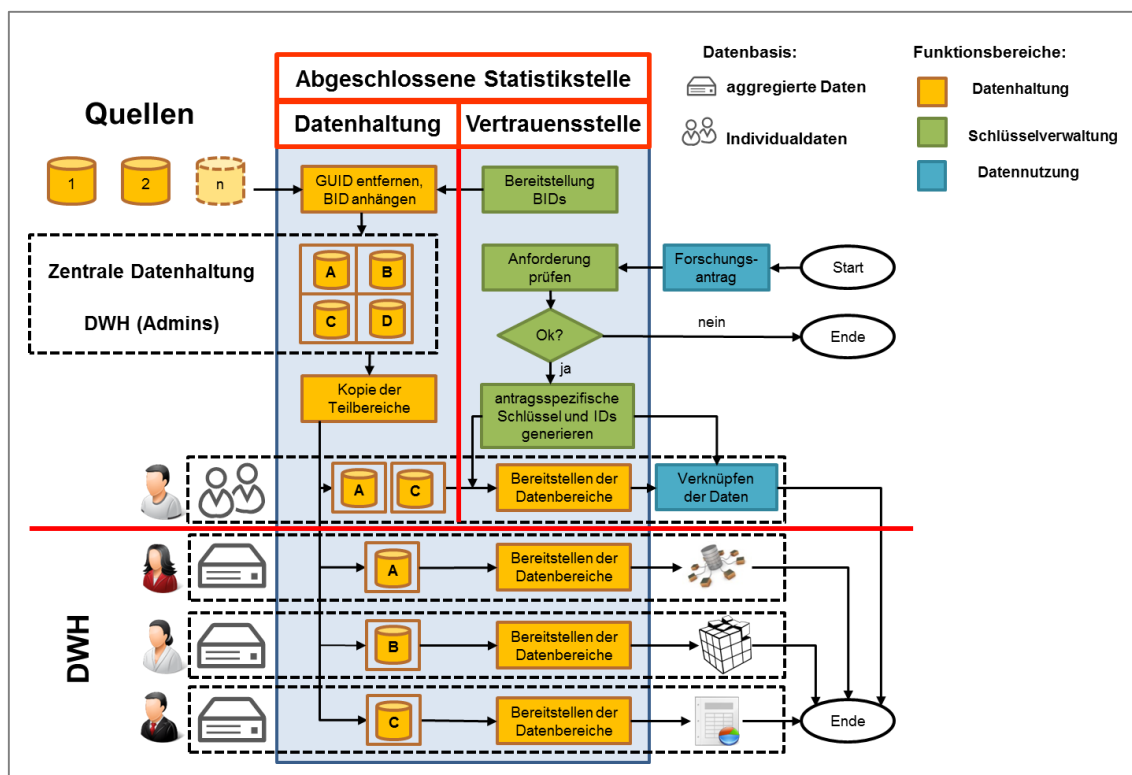 Abgeschlossene Statistikstelle
Datenhaltung
Vertrauensstelle
Datenbasis:
aggregierte Daten
Individualdaten
Funktionsbereiche:
Datenhaltung
Schlüsselverwaltung
Datennutzung
Quellen
1
2
n
GUID entfernen,
BID anhängen
Bereitstellung
BIDs
Zentrale Datenhaltung
DWH (Admins)
A
B
C
D
Anforderung
prüfen
Forschungs-
antrag
Start
Ok?
nein
Ende
ja
Kopie der
Teilbereiche
antragsspezifische
Schlüssel und IDs
generieren
A
C
Bereitstellen der
Datenbereiche
Verknüpfen
der Daten
DWH
A
Bereitstellen der
Datenbereiche
B
Bereitstellen der
Datenbereiche
C
Bereitstellen der
Datenbereiche
Ende